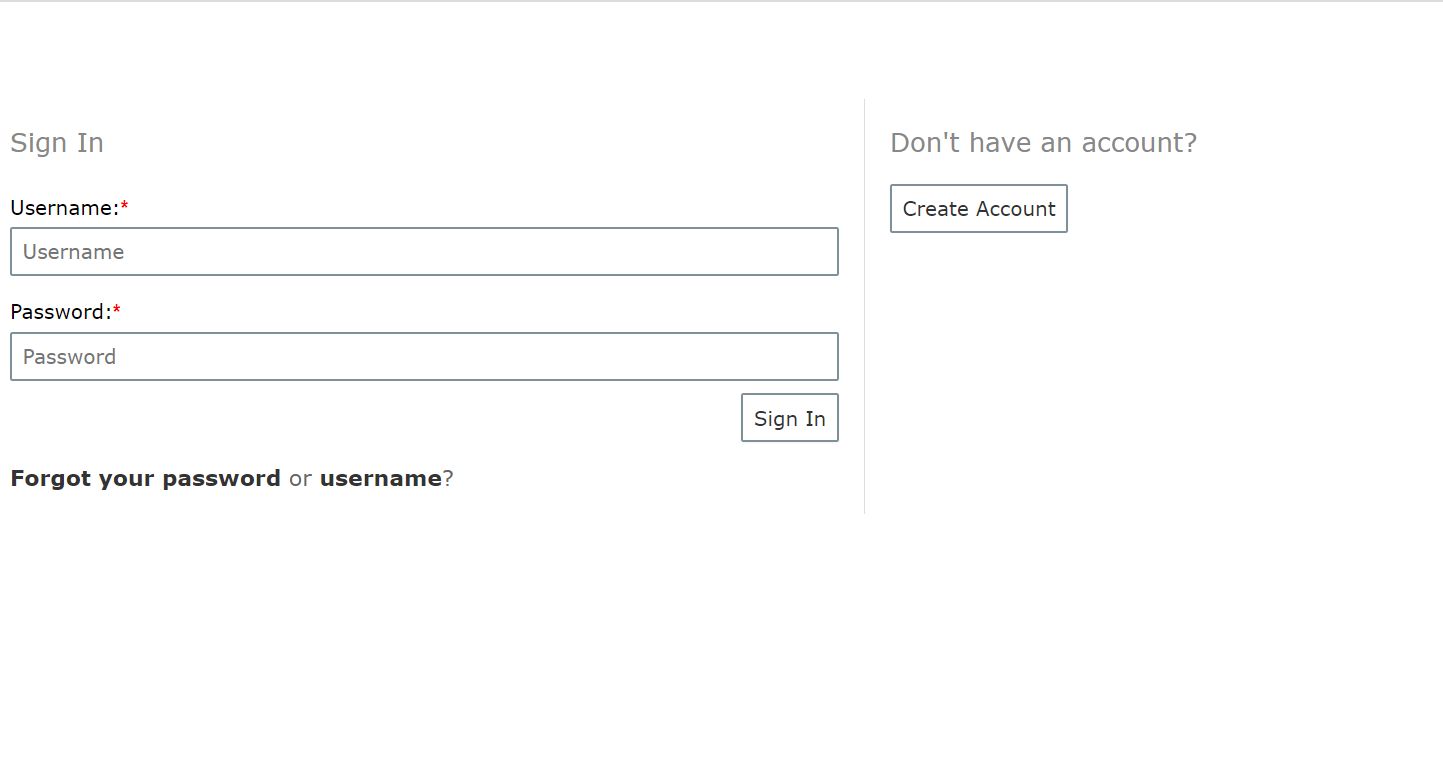 Sign In
Username:*
Username
Password:*
Password
Sign In
Forgot your password or username?
Don't have an account?
Create Account